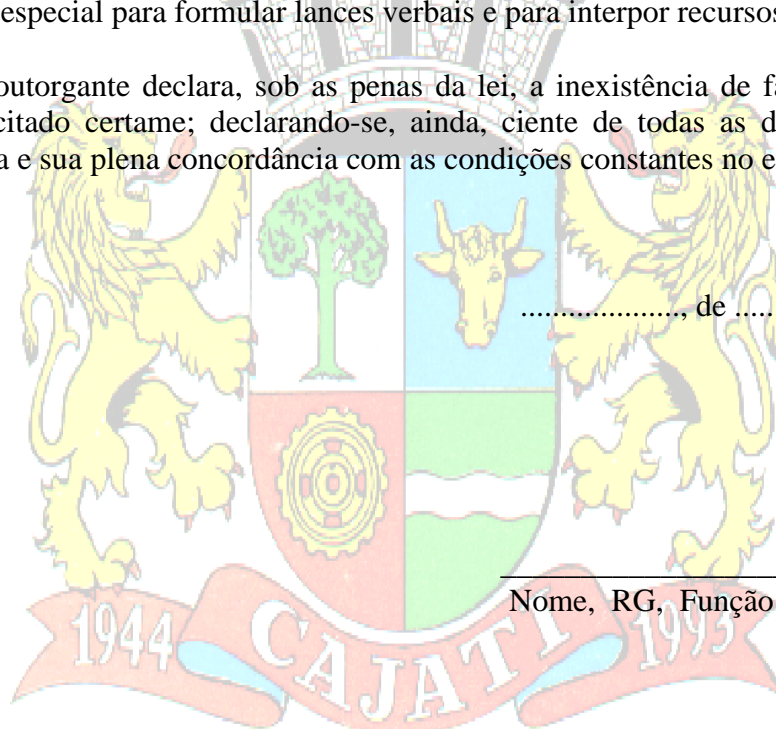 especial para formular lances verbais e para interpor recursos
outorgante declara, sob as penas da lei, a inexistência de
citado certame; declarando-se, ainda, ciente de todas as
e sua plena concordância com as condições constantes no
...................., de .....
Nome, RG, Função
1944 CAJATI 1993